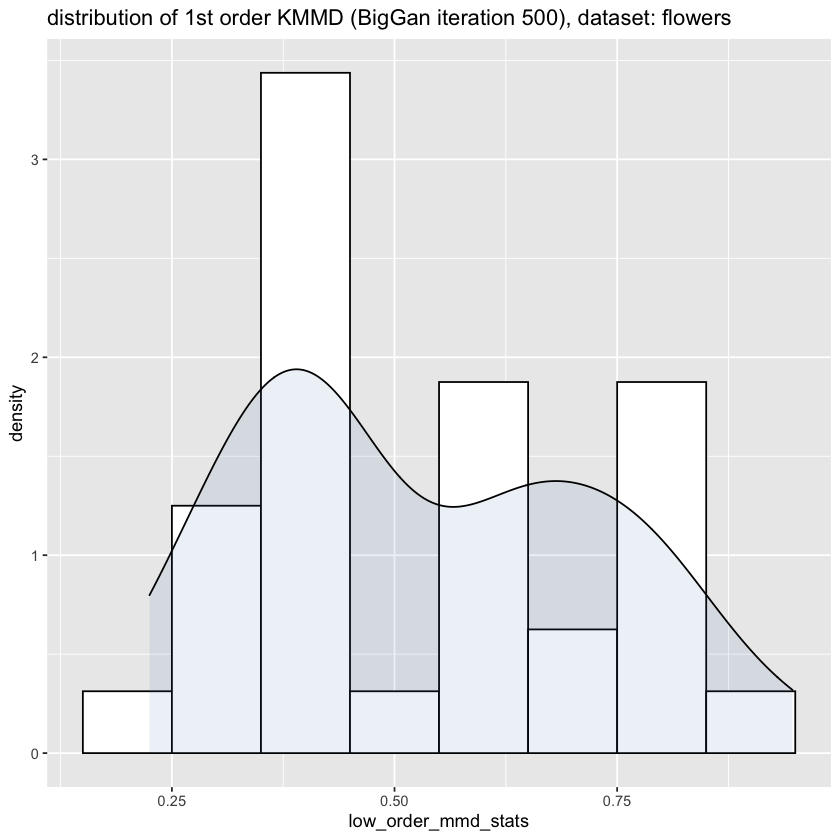 distribution of 1st order KMMD (BigGan iteration 500), dataset: flowers
3
2
1
0
density
0.25 0.50 0.75
low_order_mmd_stats